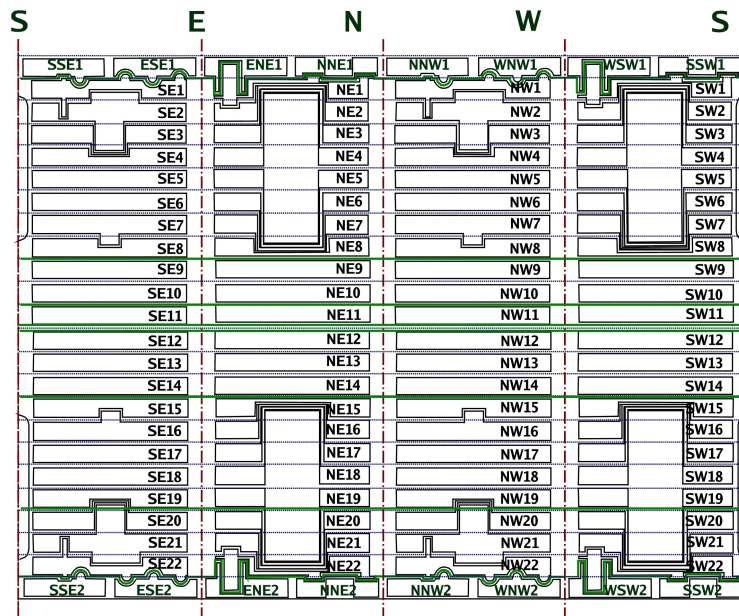 S E N W S
SSE1 ESE1 ENE1 NNE1 NNW1 WNW1 WSW1 SSW1
SE1 NE1 NW1 SW1
SE2 NE2 NW2 SW2
SE3 NE3 NW3 SW3
SE4 NE4 NW4 SW4
SE5 NE5 NW5 SW5
SE6 NE6 NW6 SW6
SE7 NE7 NW7 SW7
SE8 NE8 NW8 SW8
SE9 NE9 NW9 SW9
SE10 NE10 NW10 SW10
SE11 NE11 NW11 SW11
SE12 NE12 NW12 SW12
SE13 NE13 NW13 SW13
SE14 NE14 NW14 SW14
SE15 NE15 NW15 SW15
SE16 NE16 NW16 SW16
SE17 NE17 NW17 SW17
SE18 NE18 NW18 SW18
SE19 NE19 NW19 SW19
SE20 NE20 NW20 SW20
SE21 NE21 NW21 SW21
SE22 NE22 NW22 SW22
SSE2 ESE2 ENE2 NNE2 NNW2 WNW2 WSW2 SSW2